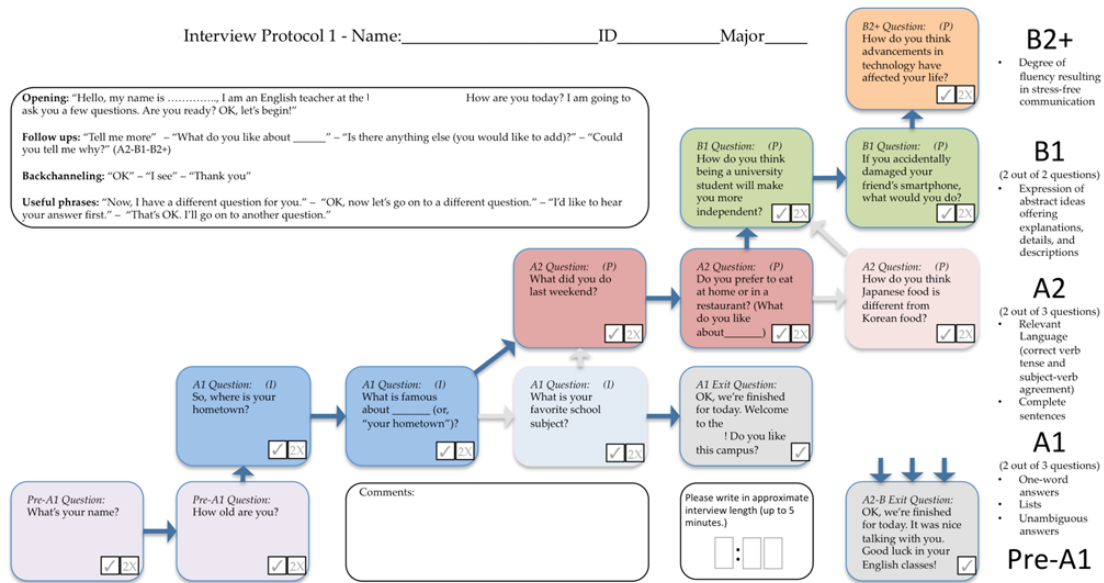 Interview Protocol 1 - Name:________________________ID____________Major_____
Opening: “Hello, my name is …………..., I am an English teacher at the How are you today? I am going to
ask you a few questions. Are you ready? OK, let’s begin!”
Follow ups: “Tell me more” – “What do you like about ______ ” – “Is there anything else (you would like to add)?” – “Could
you tell me why?” (A2-B1-B2+)
Backchanneling: “OK” – “I see” – “Thank you”
Useful phrases: “Now, I have a different question for you.” – “OK, now let’s go on to a different question.” – “I’d like to hear
your answer first.” – “That’s OK. I’ll go on to another question.”
B2+ Question: (P)
How do you think
advancements in
technology have
affected your life?
✓ 2X
B2+
• Degree of
fluency resulting
in stress-free
communication
B1 Question: (P)
How do you think
being a university
student will make
you more
independent?
✓ 2X
B1 Question: (P)
If you accidentally
damaged your
friend’s smartphone,
what would you do?
✓ 2X
B1
(2 out of 2 questions)
• Expression of
abstract ideas
offering
explanations,
details, and
descriptions
A2 Question: (P)
What did you do
last weekend?
✓ 2X
A2 Question: (P)
Do you prefer to eat
at home or in a
restaurant? (What
do you like
about_______)
✓ 2X
A2 Question: (P)
How do you think
Japanese food is
different from
Korean food?
✓ 2X
A2
(2 out of 3 questions)
• Relevant
Language
(correct verb
tense and
subject-verb
agreement)
• Complete
sentences
A1 Question: (I)
So, where is your
hometown?
✓ 2X
A1 Question: (I)
What is famous
about ______ (or,
“your hometown”)?
✓ 2X
A1 Question: (I)
What is your
favorite school
subject?
✓ 2X
A1 Exit Question:
OK, we’re finished
for today. Welcome
to the
! Do you like
this campus?
✓
A1
(2 out of 3 questions)
• One-word
answers
• Lists
• Unambiguous
answers
Pre-A1 Question:
What’s your name?
✓ 2X
Pre-A1 Question:
How old are you?
✓ 2X
Comments:
Please write in approximate
interview length (up to 5
minutes.)
:
A2-B Exit Question:
OK, we’re finished
for today. It was nice
talking with you.
Good luck in your
English classes!
✓
Pre-A1